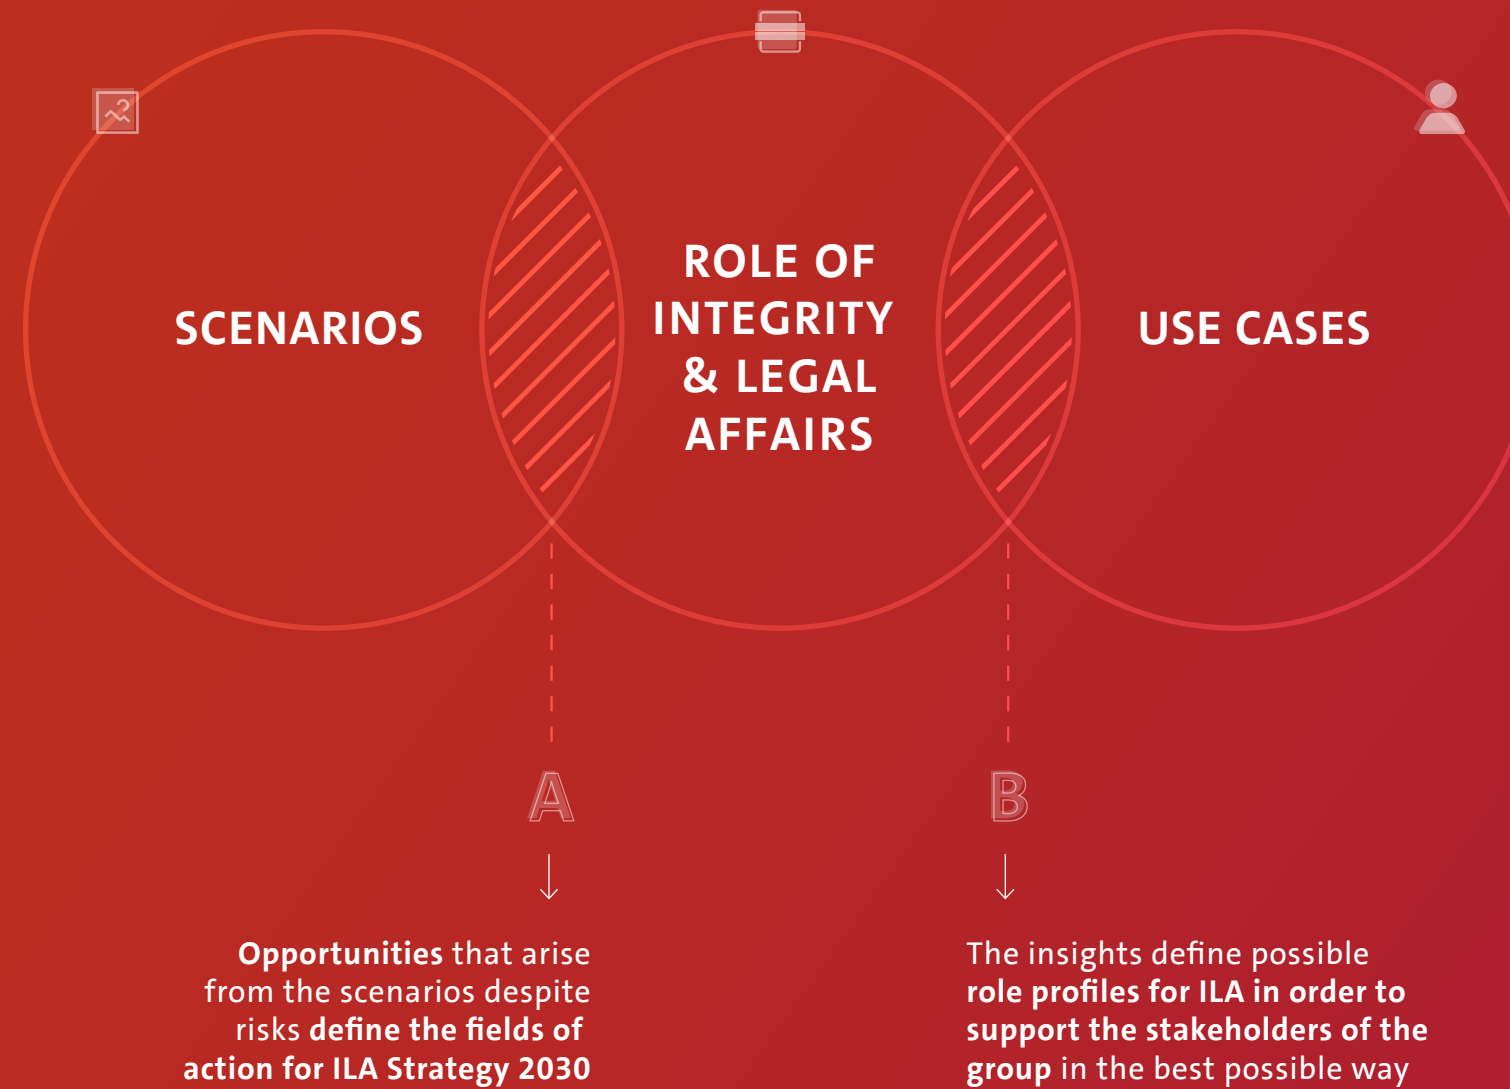 SCENARIOS
ROLE OF
INTEGRITY
& LEGAL
AFFAIRS
USE CASES
A
B
Opportunities that arise
from the scenarios despite
risks define the fields of
action for ILA Strategy 2030
The insights define possible
role profiles for ILA in order to
support the stakeholders of the
group in the best possible way